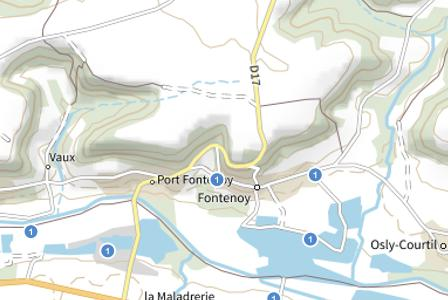 D17
Vaux
Port Fontenoy
1
1
Fontenoy
1
1
Osly-Courtil
1
1
la Maladrerie